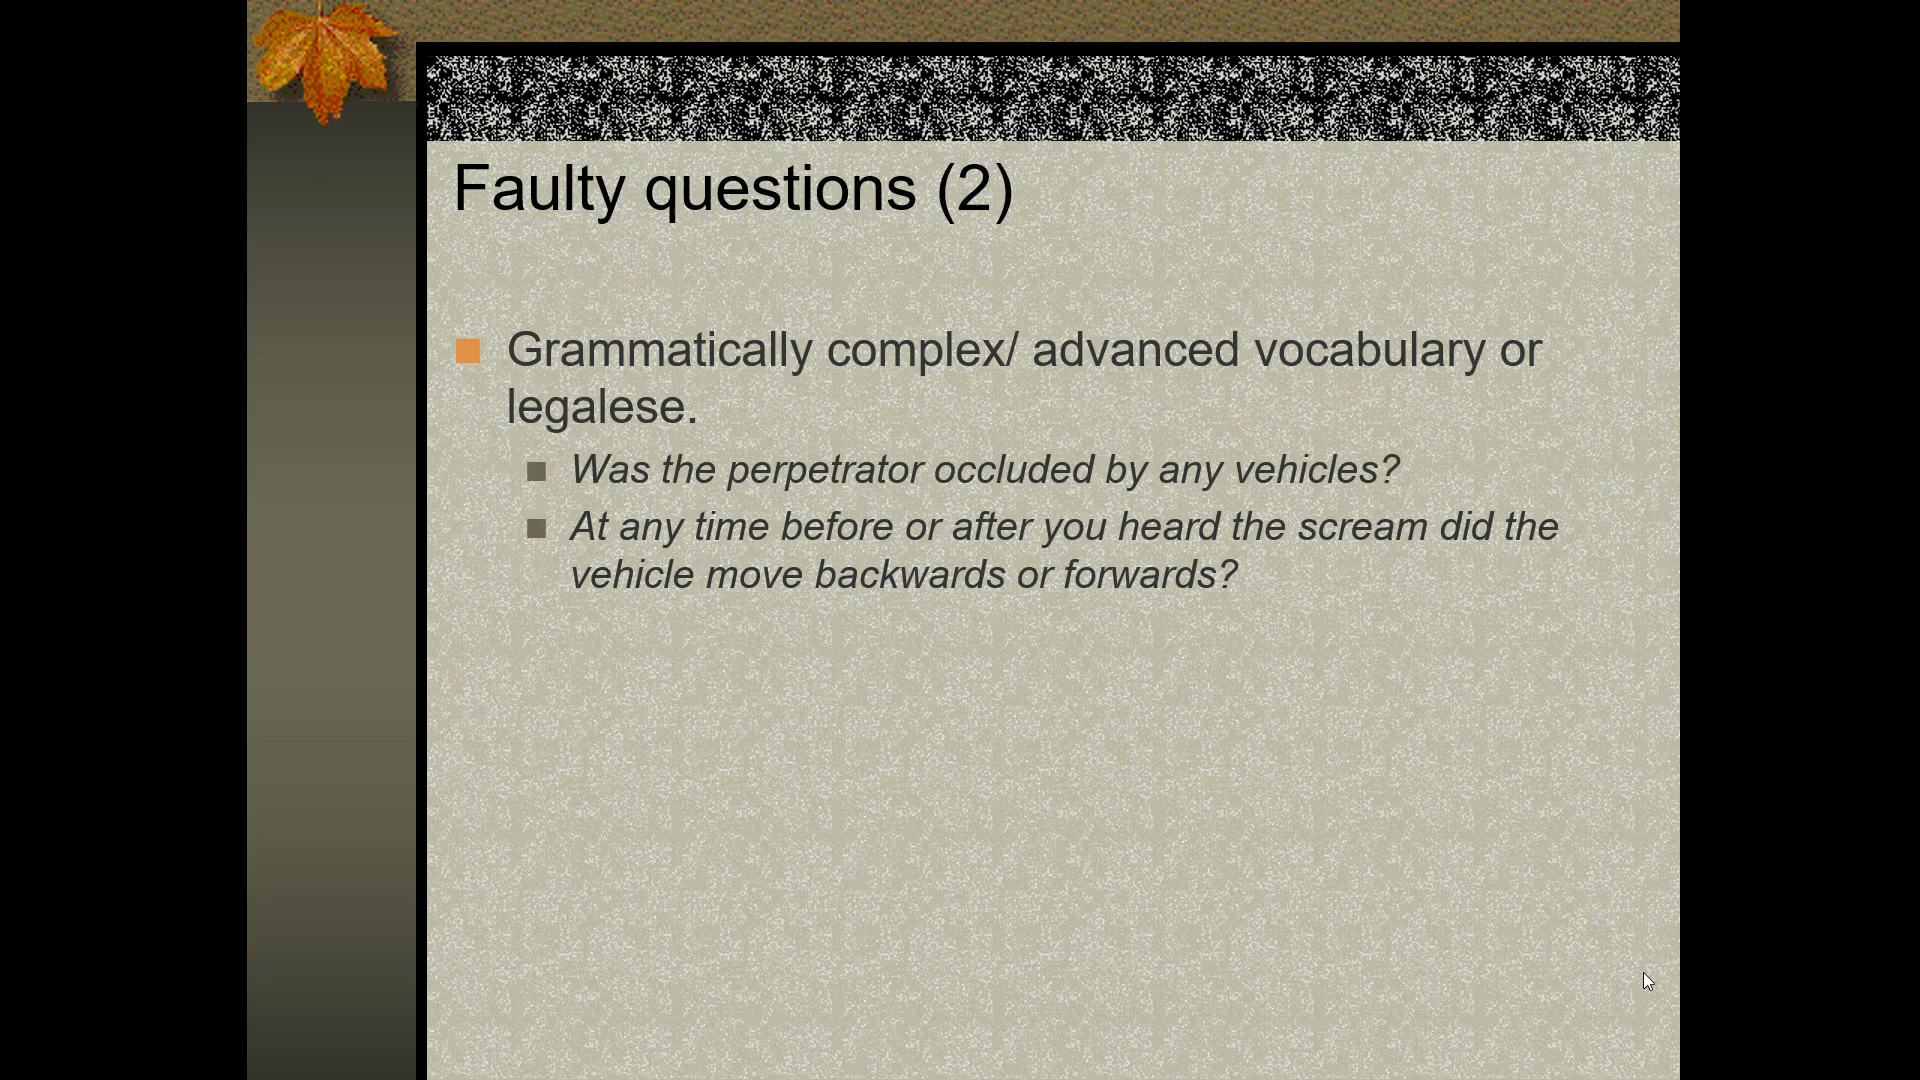 Faulty questions (2)
Grammatically complex/ advanced vocabulary or
legalese.
Was the perpetrator occluded by any vehicles?
At any time before or after you heard the scream did the
vehicle move backwards or forwards?